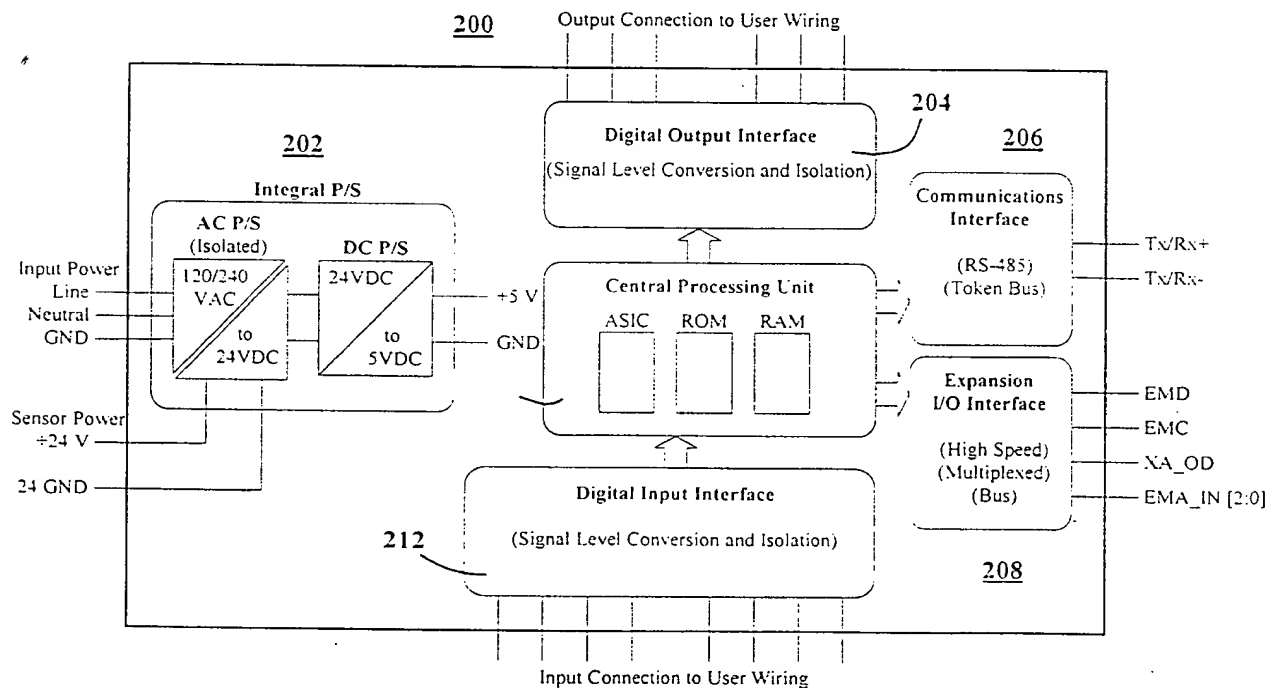 200
Output Connection to User Wiring
204
Digital Output Interface
(Signal Level Conversion and Isolation)
202
Integral P/S
AC P/S
(Isolated)
120/240
VAC
to
24VDC
DC P/S
24VDC
to
5VDC
Input Power
Line
Neutral
GND
+5 V
GND
Sensor Power
+24 V
24 GND
Central Processing Unit
ASIC
ROM
RAM
206
Communications
Interface
(RS-485)
(Token Bus)
Tx/Rx+
Tx/Rx-
Expansion
I/O Interface
(High Speed)
(Multiplexed)
(Bus)
EMD
EMC
XA_OD
EMA_IN [2:0]
208
Digital Input Interface
(Signal Level Conversion and Isolation)
212
Input Connection to User Wiring